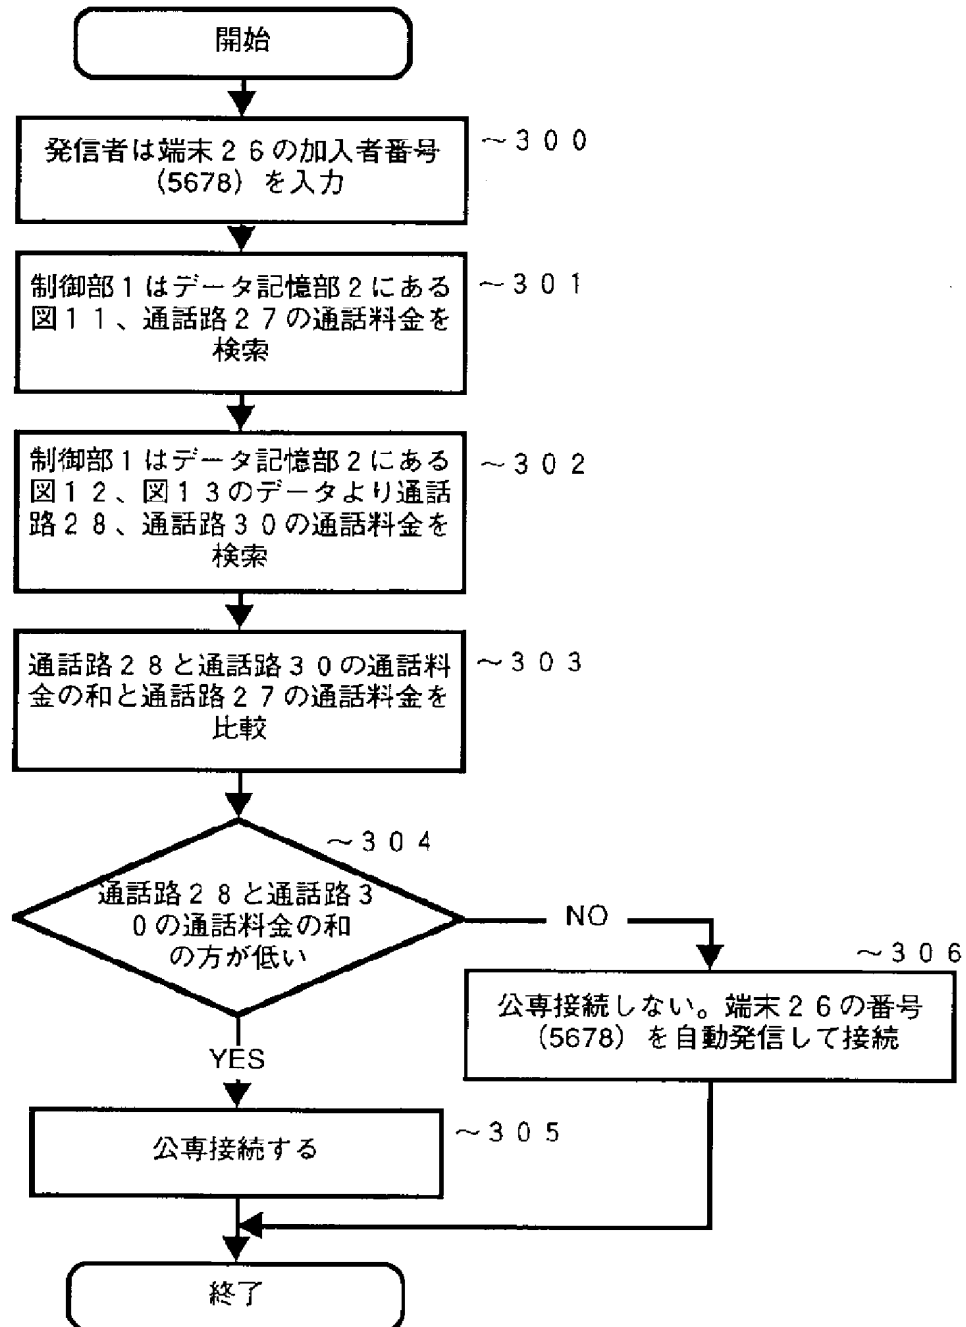 開始
発信者は端末２６の加入者番号
(5678) を入力
～３００
制御部１はデータ記憶部２にある
図１１、通話路２７の通話料金を
検索
～３０１
制御部１はデータ記憶部２にある
図１２、図１３のデータより通話
路２８、通話路３０の通話料金を
検索
～３０２
通話路２８と通話路３０の通話料
金の和と通話路２７の通話料金を
比較
～３０３
～３０４
通話路２８と通話路３
０の通話料金の和
の方が低い
NO
～３０６
公専接続しない。端末２６の番号
(5678) を自動発信して接続
YES
公専接続する
～３０５
終了